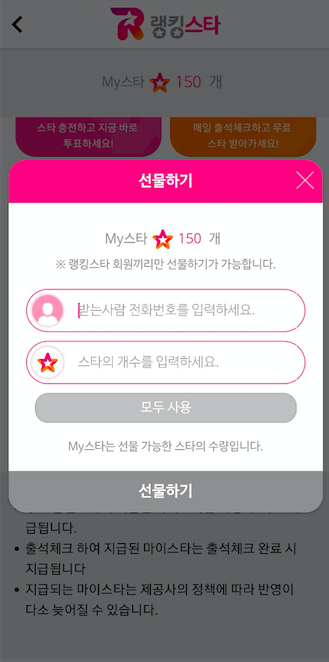 랭킹스타
My스타 150 개
스타 충전하고 지금 바로
투표하세요!
매일 출석체크하고 무료
스타 받아가세요!
선물하기
My스타 150 개
※ 랭킹스타 회원끼리만 선물하기가 가능합니다.
받는사람 전화번호를 입력하세요.
스타의 개수를 입력하세요.
모두 사용
My스타는 선물 가능한 스타의 수량입니다.
선물하기
급됩니다.
• 출석체크 하여 지급된 마이스타는 출석체크 완료 시
지급됩니다
• 지급되는 마이스타는 제공사의 정책에 따라 반영이
다소 늦어질 수 있습니다.